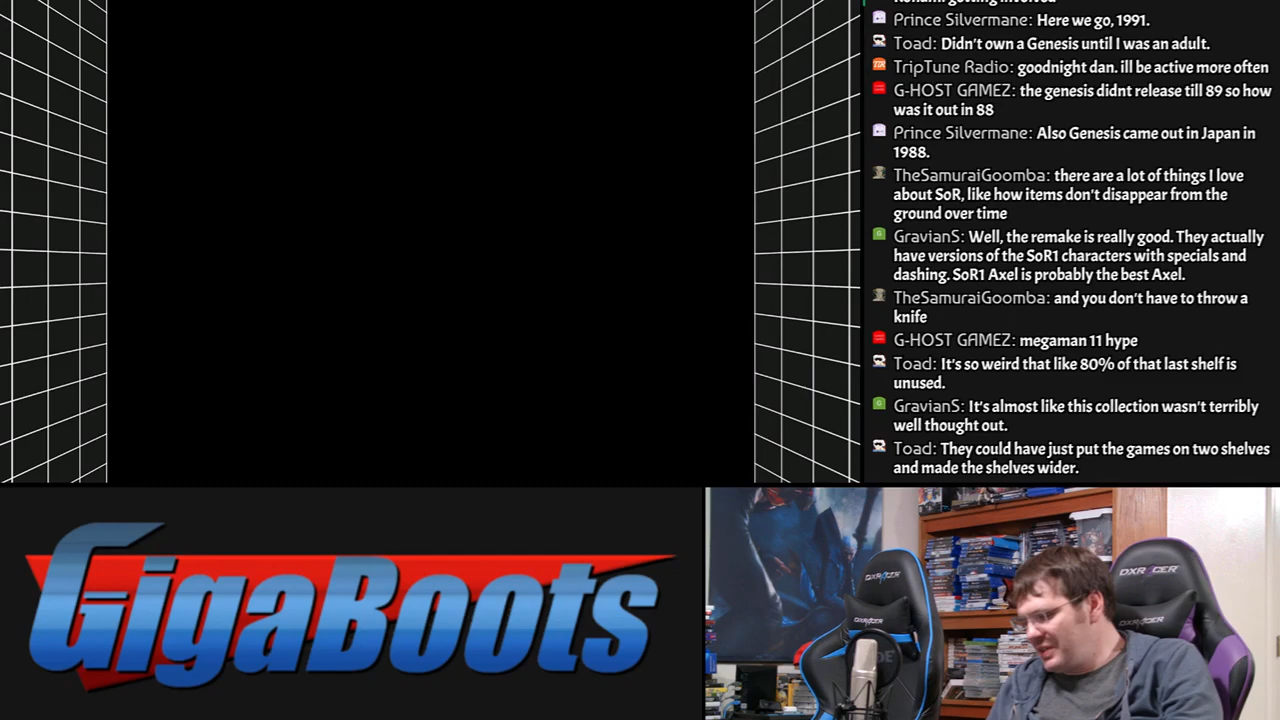 Prince Silvermane: Here we go, 1991.
Toad: Didn't own a Genesis until I was an adult.
TripTune Radio: goodnight dan. ill be active more often
G-HOST GAMEZ: the genesis didnt release till 89 so how
was it out in 88
Prince Silvermane: Also Genesis came out in Japan in
1988.
TheSamuraiGoomba: there are a lot of things I love
about SoR, like how items don't disappear from the
ground over time
GravianS: Well, the remake is really good. They actually
have versions of the SoR1 characters with specials and
dashing. SoR1 Axel is probably the best Axel.
TheSamuraiGoomba: and you don't have to throw a
knife
G-HOST GAMEZ: megaman 11 hype
Toad: It's so weird that like 80% of that last shelf is
unused.
GravianS: It's almost like this collection wasn't terribly
well thought out.
Toad: They could have just put the games on two shelves
and made the shelves wider.
GigaBoots
DXRACER
DXRACER
DXRACER